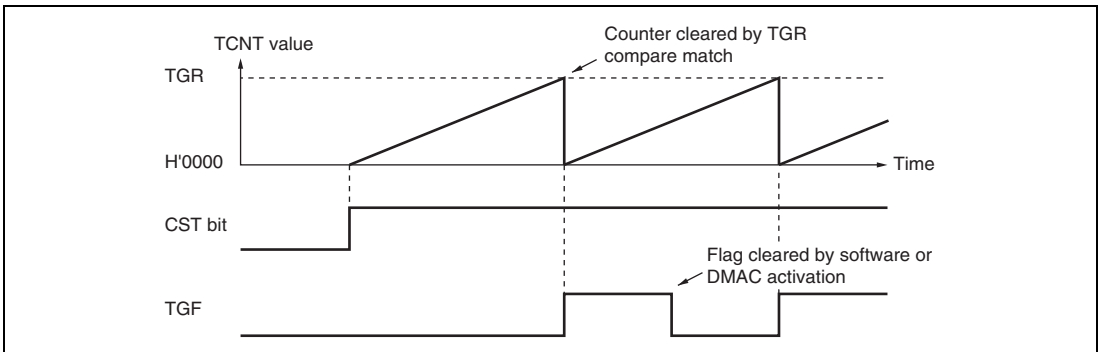 Counter cleared by TGR
compare match
TCNT value
TGR
H'0000
Time
CST bit
Flag cleared by software or
DMAC activation
TGF